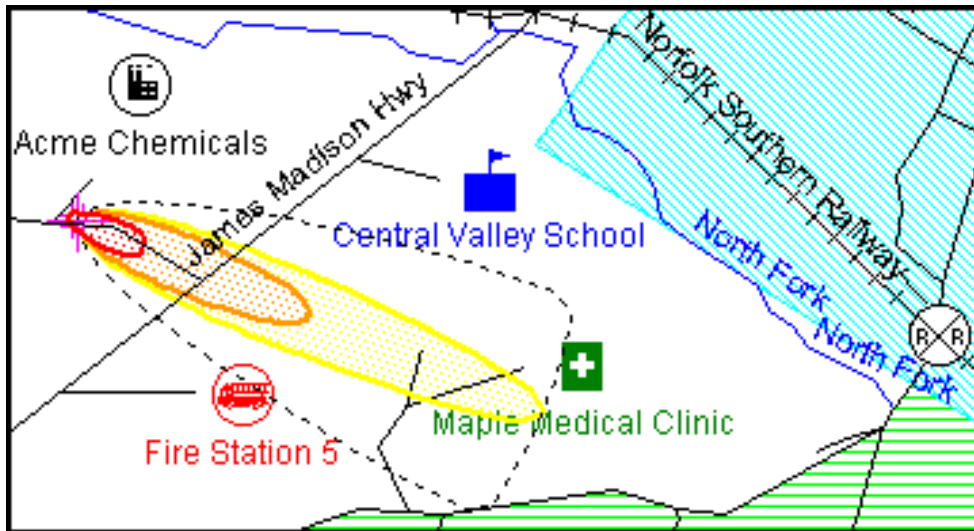 Norfolk Southern Railway
Acme Chemicals
James Madison Hwy
Central Valley School
North Fork
North Fork
R R
Maple Medical Clinic
Fire Station 5